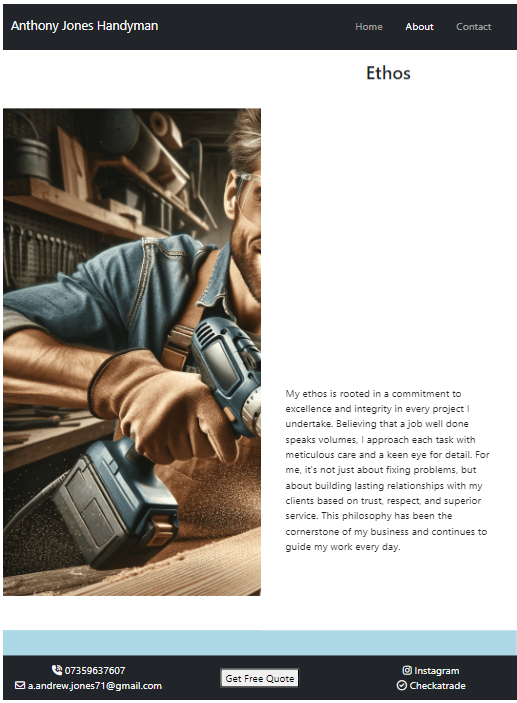 Anthony Jones Handyman
Home About Contact
Ethos
My ethos is rooted in a commitment to
excellence and integrity in every project I
undertake. Believing that a job well done
speaks volumes, I approach each task with
meticulous care and a keen eye for detail. For
me, it's not just about fixing problems, but
about building lasting relationships with my
clients based on trust, respect, and superior
service. This philosophy has been the
cornerstone of my business and continues to
guide my work every day.
07359637607
a.andrew.jones71@gmail.com
Get Free Quote
Instagram
Checkatrade